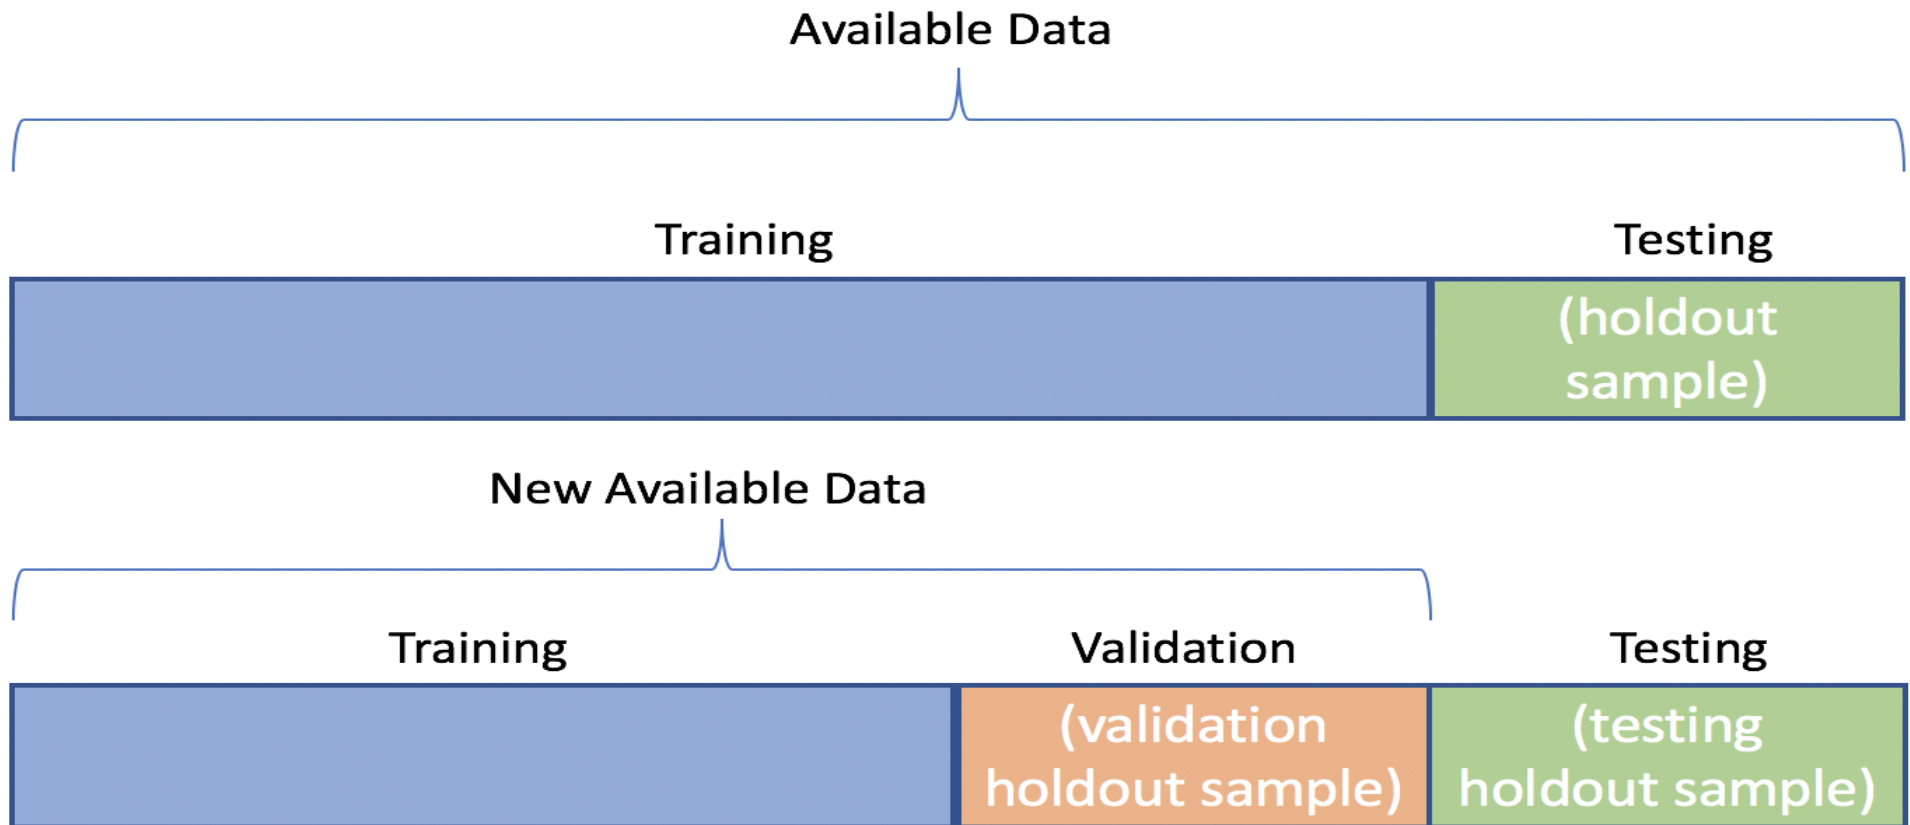 Available Data
Training
Testing
(holdout
sample)
New Available Data
Training
Validation
Testing
(validation
holdout sample)
(testing
holdout sample)